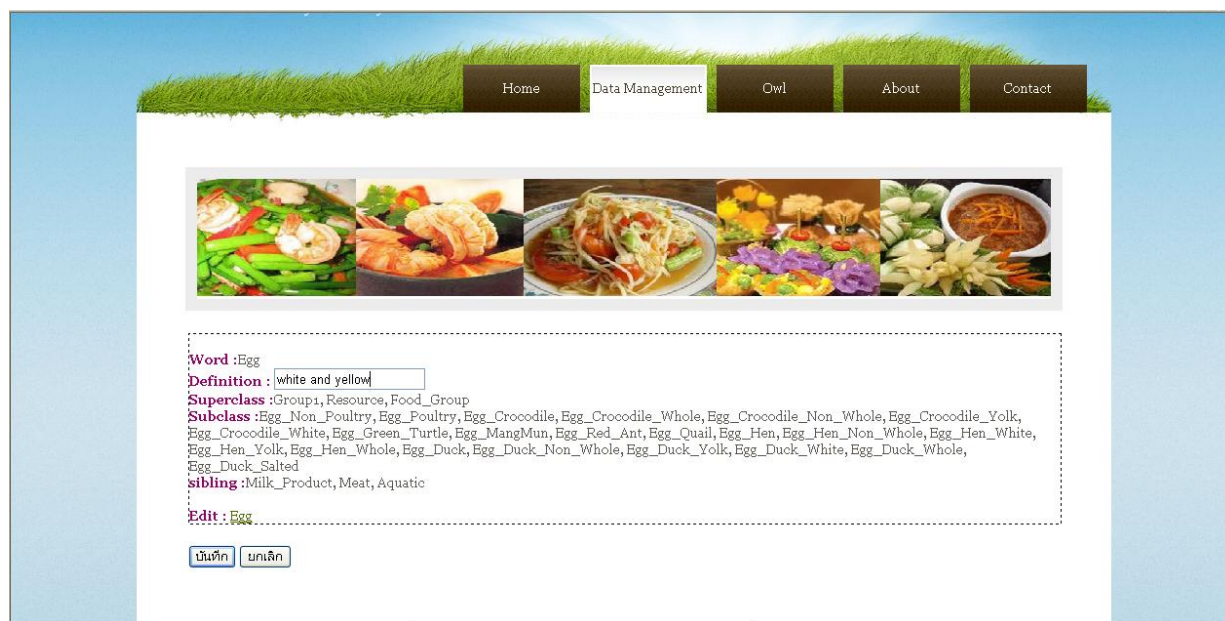 Home Data Management Owl About Contact
Word :Egg
Definition : white and yellow
Superclass :Group1, Resource, Food_Group
Subclass :Egg_Non_Poultry, Egg_Poultry, Egg_Crocodile, Egg_Crocodile_Whole, Egg_Crocodile_Non_Whole, Egg_Crocodile_Yolk,
Egg_Crocodile_White, Egg_Green_Turtle, Egg_MangMun, Egg_Red_Ant, Egg_Quail, Egg_Hen, Egg_Hen_Non_Whole, Egg_Hen_White,
Egg_Hen_Yolk, Egg_Hen_Whole, Egg_Duck, Egg_Duck_Non_Whole, Egg_Duck_Yolk, Egg_Duck_White, Egg_Duck_Whole,
Egg_Duck_Salted
sibling :Milk_Product, Meat, Aquatic
Edit : Egg
บันทึก ยกเลิก